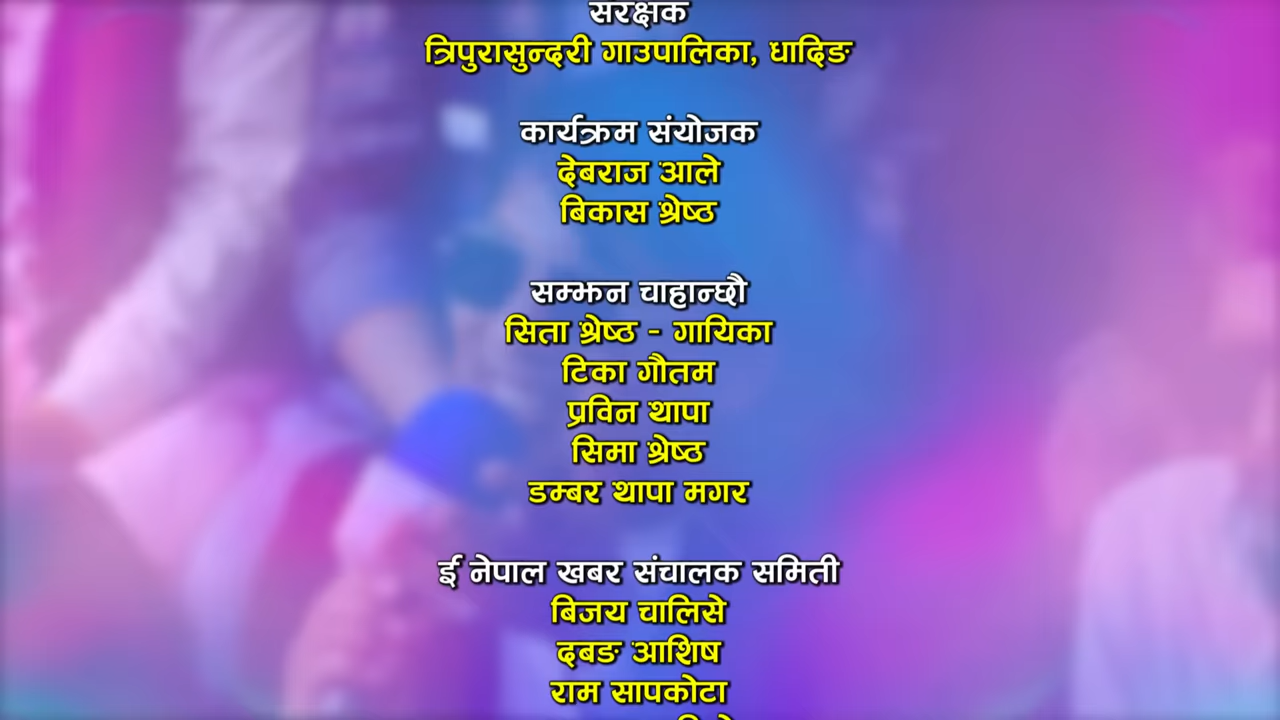 सरक्षक
त्रिपुरासुन्दरी गाउपालिका, धादिङ
कार्यक्रम संयोजक
देबराज आले
बिकास श्रेष्ठ
सम्झन चाहान्छौ
सिता श्रेष्ठ - गायिका
टिका गौतम
प्रविन थापा
सिमा श्रेष्ठ
डम्बर थापा मगर
ई नेपाल खबर संचालक समिती
बिजय चालिसे
दबङ आशिष
राम सापकोटा